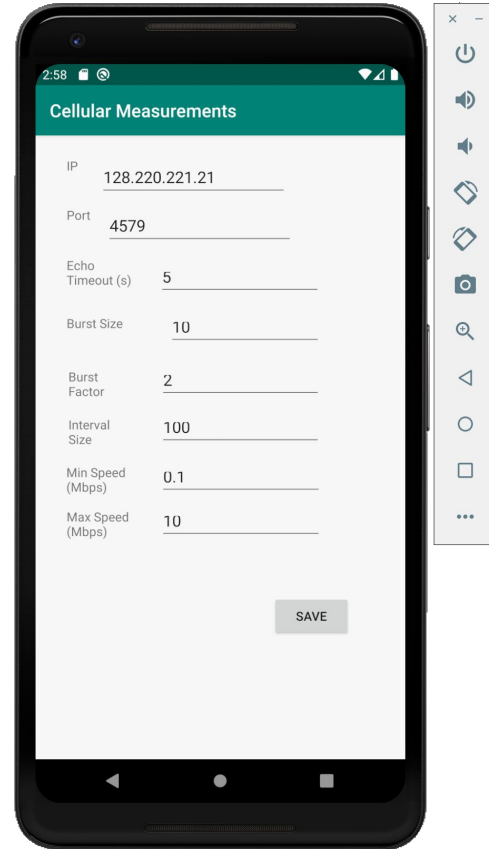 2:58
Cellular Measurements
IP
128.220.221.21
Port
4579
Echo
Timeout (s)
5
Burst Size
10
Burst
Factor
2
Interval
Size
100
Min Speed
(Mbps)
0.1
Max Speed
(Mbps)
10
SAVE